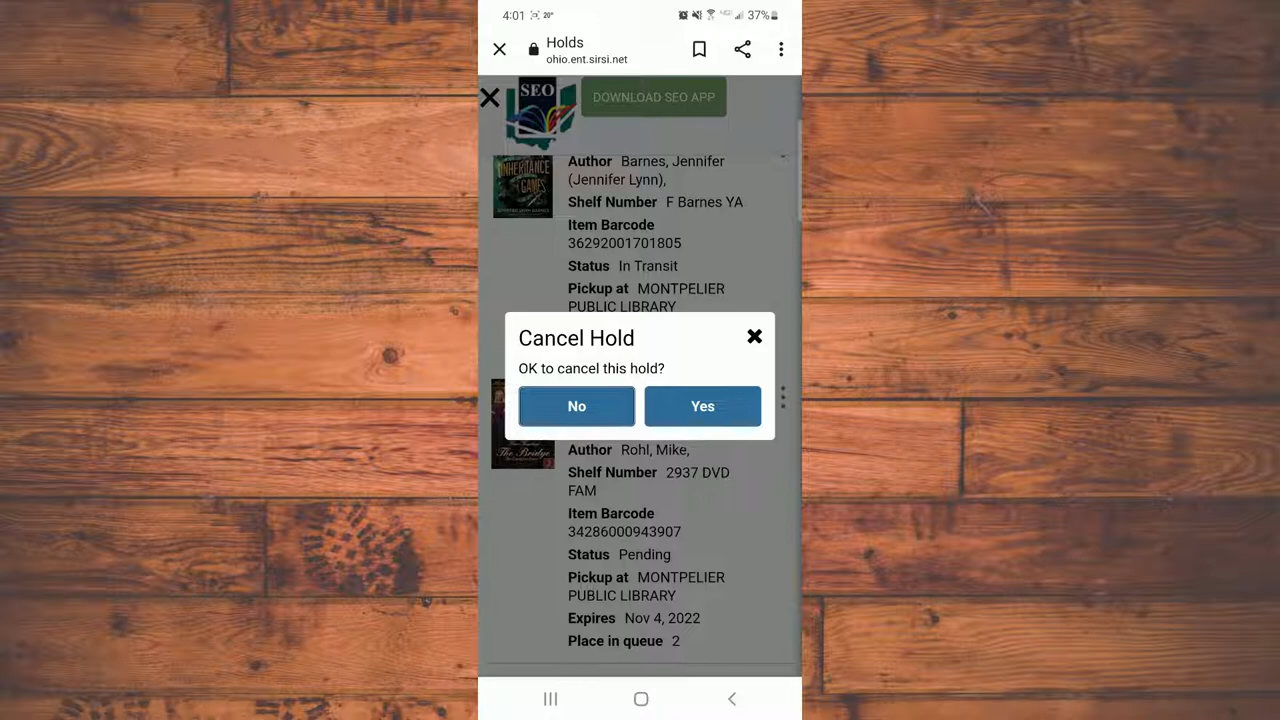 4:01 20°
37%
Holds
ohio.ent.sirsi.net
SEO
DOWNLOAD SEO APP
INHERITANCE
GAMES
Author Barnes, Jennifer
(Jennifer Lynn),
Shelf Number F Barnes YA
Item Barcode
36292001701805
Status In Transit
Pickup at MONTPELIER
PUBLIC LIBRARY
Cancel Hold
OK to cancel this hold?
No Yes
The Bridge
Author Rohl, Mike,
Shelf Number 2937 DVD
FAM
Item Barcode
34286000943907
Status Pending
Pickup at MONTPELIER
PUBLIC LIBRARY
Expires Nov 4, 2022
Place in queue 2